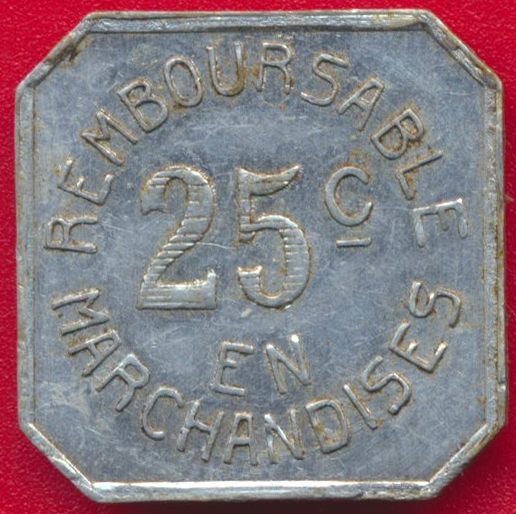 REMBOURSABLE
25 C
EN
MARCHANDISES